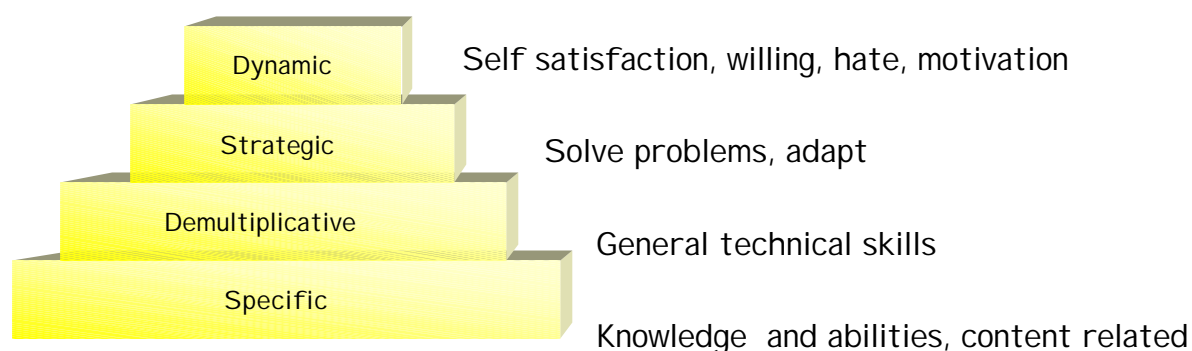 Dynamic
Self satisfaction, willing, hate, motivation
Strategic
Solve problems, adapt
Demultiplicative
General technical skills
Specific
Knowledge and abilities, content related